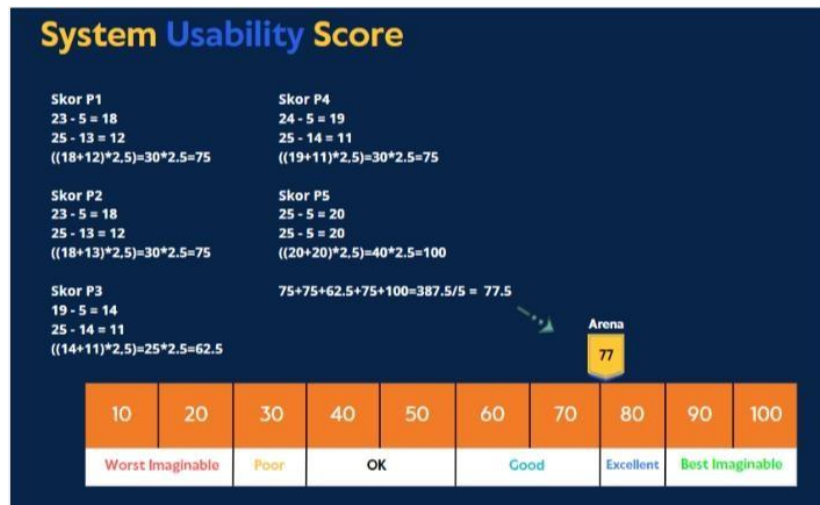 System Usability Score
Skor P1
23 - 5 = 18
25 - 13 = 12
((18+12)*2,5)=30*2.5=75
Skor P2
23 - 5 = 18
25 - 13 = 12
((18+13)*2,5)=30*2.5=75
Skor P3
19 - 5 = 14
25 - 14 = 11
((14+11)*2,5)=25*2.5=62.5
Skor P4
24 - 5 = 19
25 - 14 = 11
((19+11)*2,5)=30*2.5=75
Skor P5
25 - 5 = 20
25 - 5 = 20
((20+20)*2,5)=40*2.5=100
75+75+62.5+75+100=387.5/5 = 77.5
Arena
77
10 20 30 40 50 60 70 80 90 100
Worst Imaginable Poor OK Good Excellent Best Imaginable